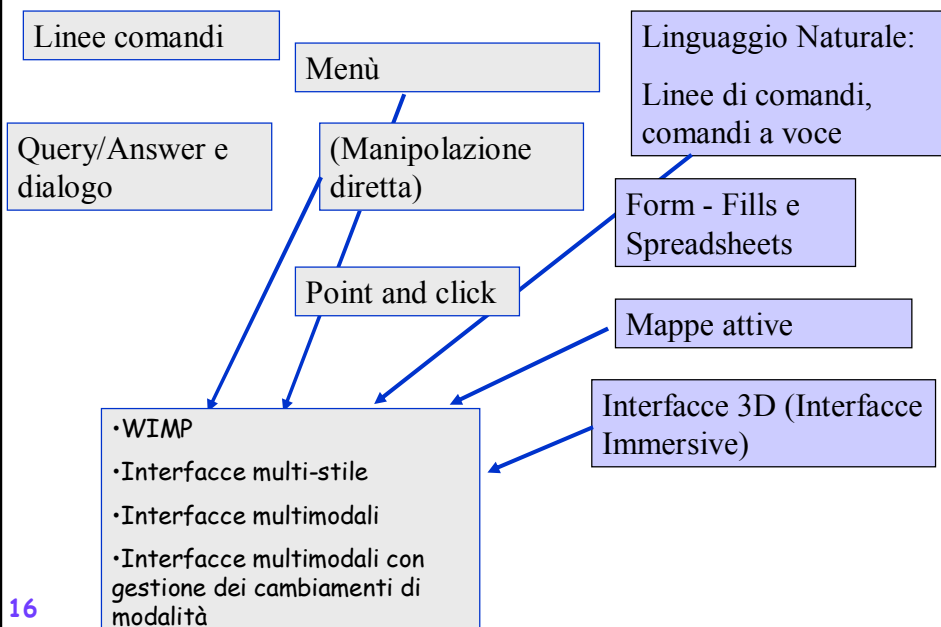 Linee comandi
Menù
Linguaggio Naturale:
Linee di comandi,
comandi a voce
Query/Answer e
dialogo
(Manipolazione
diretta)
Form - Fills e
Spreadsheets
Point and click
Mappe attive
Interfacce 3D (Interfacce
Immersive)
•WIMP
•Interfacce multi-stile
•Interfacce multimodali
•Interfacce multimodali con
gestione dei cambiamenti di
modalità
16